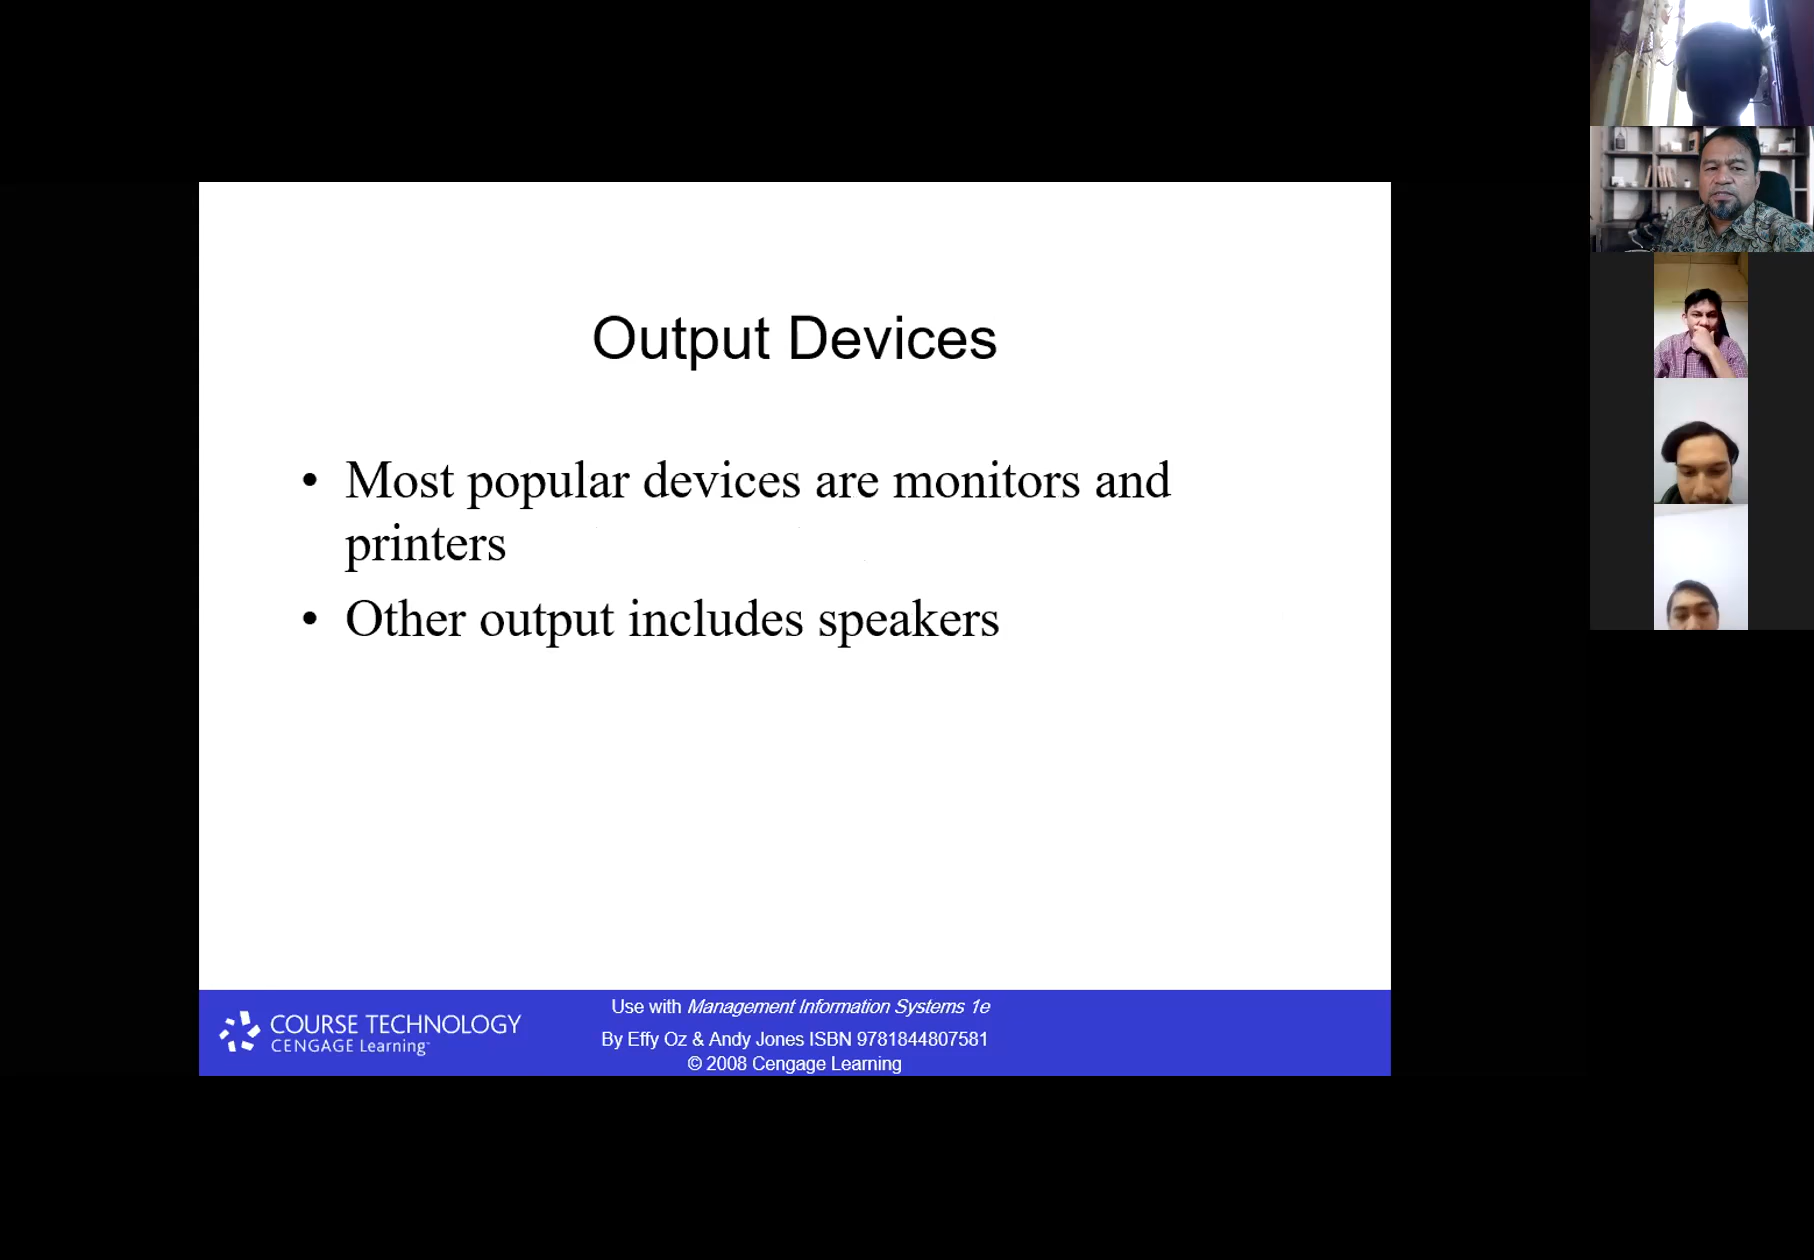 Output Devices
• Most popular devices are monitors and
printers
• Other output includes speakers
COURSE TECHNOLOGY
CENGAGE Learning™
Use with Management Information Systems 1e
By Effy Oz & Andy Jones ISBN 9781844807581
© 2008 Cengage Learning